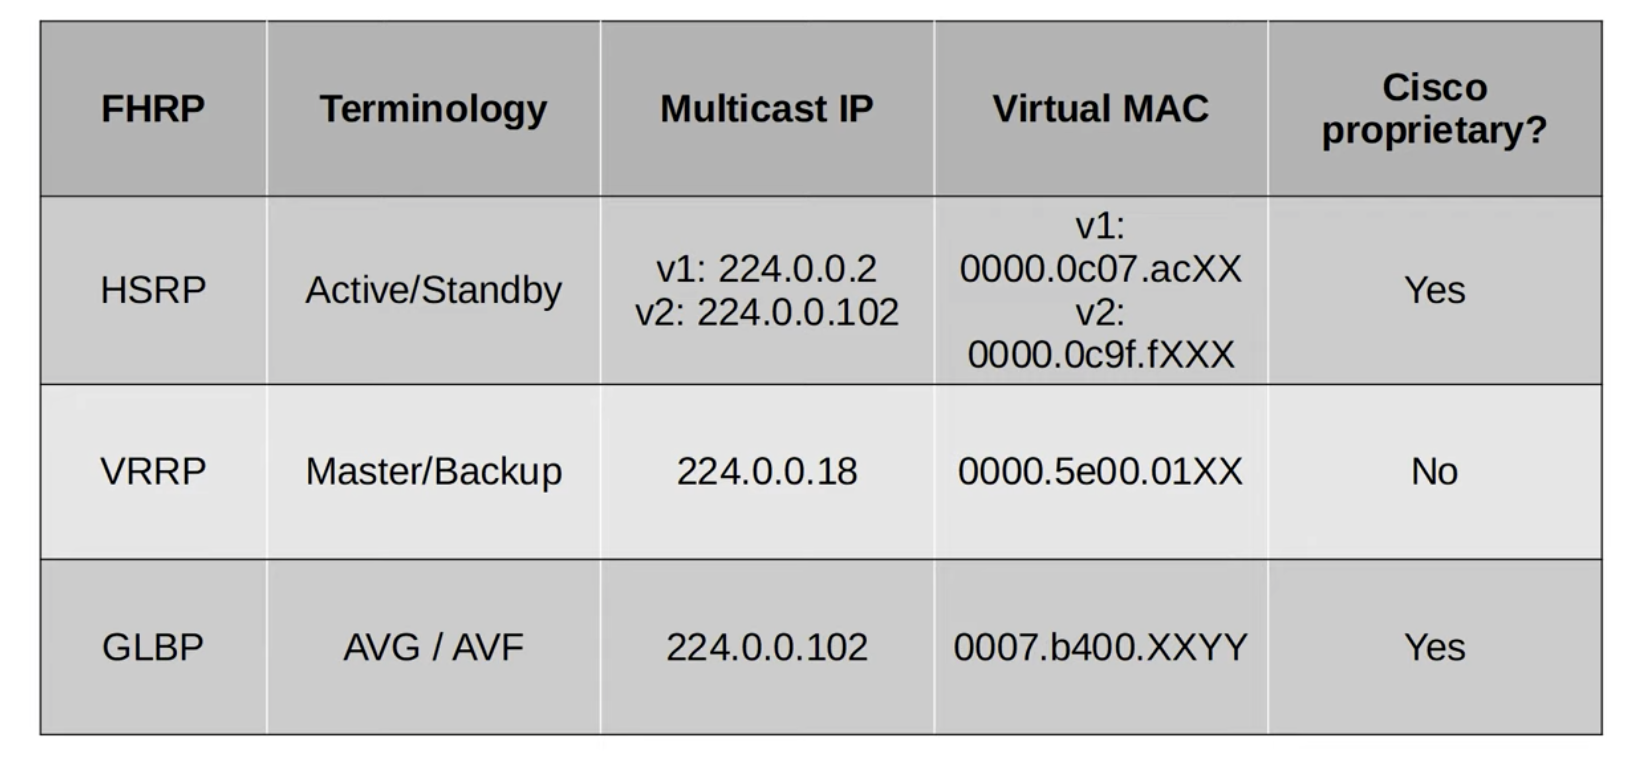 FHRP
Terminology
Multicast IP
Virtual MAC
Cisco
proprietary?
HSRP
Active/Standby
v1: 224.0.0.2
v2: 224.0.0.102
v1:
0000.0c07.acXX
v2:
0000.0c9f.fXXX
Yes
VRRP
Master/Backup
224.0.0.18
0000.5e00.01XX
No
GLBP
AVG / AVF
224.0.0.102
0007.b400.XXYY
Yes